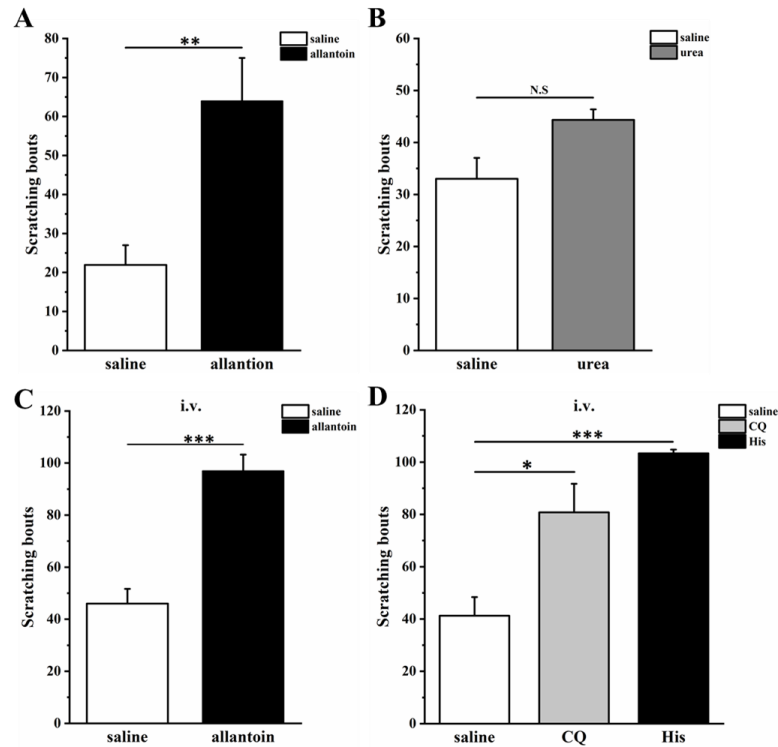 A
saline
allantoin
**
Scratching bouts
80
70
60
50
40
30
20
10
0
saline
allantion
B
saline
urea
N.S
Scratching bouts
60
50
40
30
20
10
0
saline
urea
C
i.v.
saline
allantoin
***
Scratching bouts
120
100
80
60
40
20
0
saline
allantoin
D
i.v.
saline
CQ
His
***
*
Scratching bouts
120
100
80
60
40
20
0
saline
CQ
His